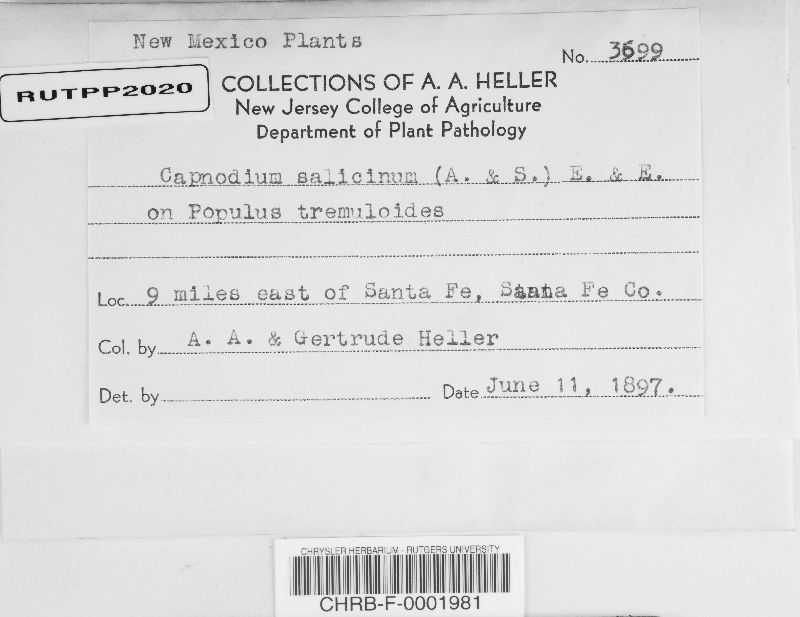 New Mexico Plants
No. 3699
RUTPP2020
COLLECTIONS OF A. A. HELLER
New Jersey College of Agriculture
Department of Plant Pathology
Capnodium salicinum (A. & S.) E. & E.
on Populus tremuloides
Loc. 9 miles east of Santa Fe, Santa Fe Co.
Col. by A. A. & Gertrude Heller
Det. by
Date June 11, 1897.
CHRYSLER HERBARIUM - RUTGERS UNIVERSITY
CHRB-F-0001981